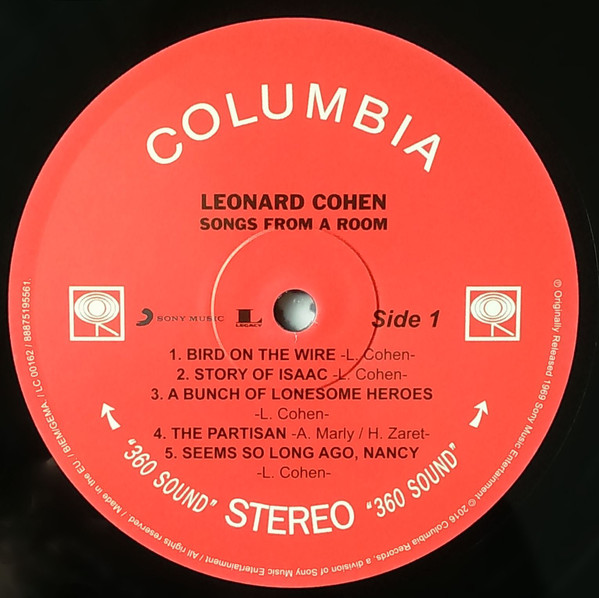 COLUMBIA
LEONARD COHEN
SONGS FROM A ROOM
SONY MUSIC
LEGACY
Side 1
1. BIRD ON THE WIRE -L. Cohen-
2. STORY OF ISAAC -L. Cohen-
3. A BUNCH OF LONESOME HEROES
-L. Cohen-
4. THE PARTISAN -A. Marly / H. Zaret-
5. SEEMS SO LONG AGO, NANCY
-L. Cohen-
"360 SOUND" STEREO "360 SOUND"
℗ Originally Released 1969 Sony Music Entertainment © 2016 Columbia Records, a division of Sony Music Entertainment / All rights reserved / Made in the EU / BIEM/GEMA / LC 00162 / 88875195561.